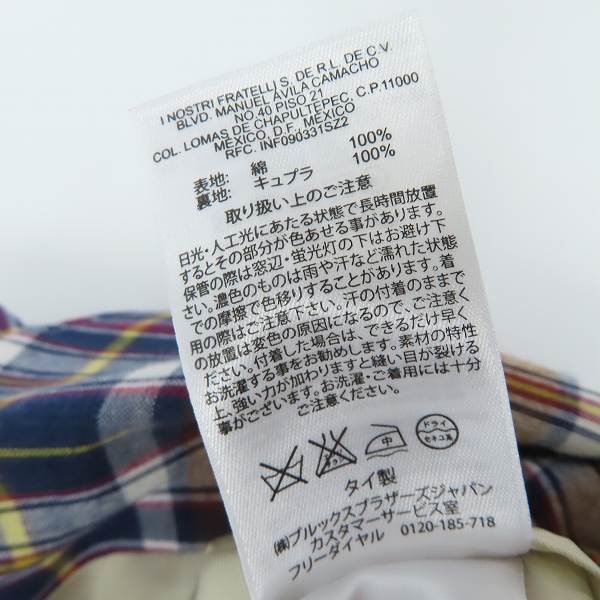 I NOSTRI FRATELLI S. DE R.L. DE C.V.
BLVD. MANUEL AVILA CAMACHO
NO.40 PISO 21
COL. LOMAS DE CHAPULTEPEC, C.P.11000
MEXICO, D.F. MEXICO
RFC. INF090331SZ2
表地: 綿 100%
裏地: キュプラ 100%
取り扱い上のご注意
日光・人工光にあたる状態で長時間放置
するとその部分が色あせる事があります。
保管の際は窓辺・蛍光灯の下はお避け下
さい。濃色のものは雨や汗など濡れた状態
での摩擦で色移りすることがあります。着
用の際はご注意下さい。汗の付着のままで
の放置は変色の原因になるので、ご注意く
ださい。付着した場合は、できるだけ早く
お洗濯する事をお勧めします。素材の特性
上、強い力が加わりますと縫い目が裂ける
事がございます。お洗濯・ご着用には十分
ご注意ください。
中 ドライ セキユ系
タイ製
㈱ブルックスブラザーズジャパン
カスタマーサービス室
フリーダイヤル 0120-185-718